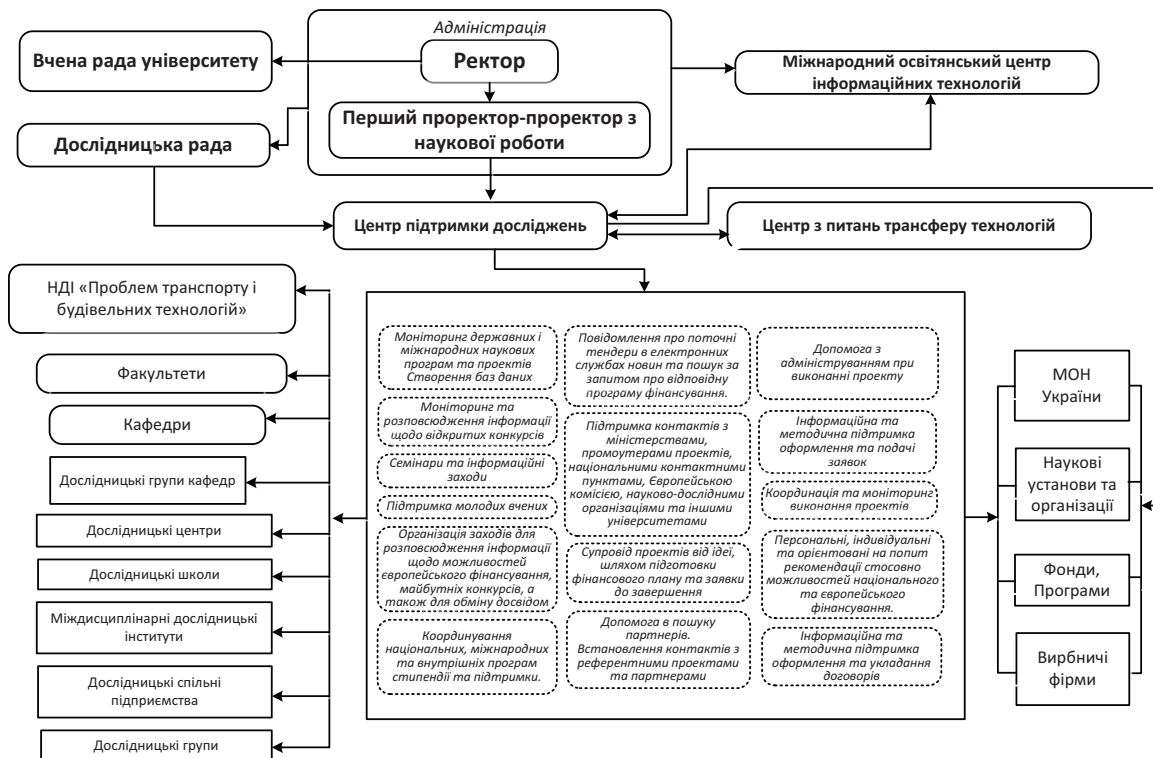 Адміністрація
Вчена рада
університету
Ректор
Міжнародний освітянський центр
інформаційних технологій
Перший проректор-проректор з
наукової роботи
Дослідницька рада
Центр підтримки досліджень
Центр з питань трансферу технологій
НДІ «Проблем транспорту і
будівельних технологій»
Факультети
Кафедри
Дослідницькі групи кафедр
Дослідницькі центри
Дослідницькі школи
Міждисциплінарні дослідницькі
інститути
Дослідницькі спільні
підприємства
Дослідницькі групи
Моніторинг державних і
міжнародних наукових
програм та проектів
Створення баз даних
Моніторинг та
розповсюдження інформації
щодо відкритих конкурсів
Семінари та інформаційні
заходи
Підтримка молодих вчених
Організація заходів для
розповсюдження інформації
щодо можливостей
європейського фінансування,
майбутніх конкурсів, а
також для обміну досвідом
Координування
національних, міжнародних
та внутрішніх програм
стипендії та підтримки.
Повідомлення про поточні
тендери в електронних
службах новин та пошук за
запитом про відповідну
програму фінансування.
Підтримка контактів з
міністерствами,
промоутерами проектів,
національними контактними
пунктами, Європейською
комісією, науково-дослідними
організаціями та іншими
університетами
Супровід проектів від ідеї,
шляхом підготовки
фінансового плану та заявки
до завершення
Допомога в пошуку
партнерів.
Встановлення контактів з
референтними проектами
та партнерами
Допомога з
адмініструванням при
виконанні проекту
Інформаційна та
методична підтримка
оформлення та подачі
заявок
Координація та моніторинг
виконання проектів
Персональні, індивідуальні
та орієнтовані на попит
рекомендації стосовно
можливостей національного
та європейського
фінансування.
Інформаційна та
методична підтримка
оформлення та укладання
договорів
МОН
України
Наукові
установи та
організації
Фонди,
Програми
Вирбничі
фірми